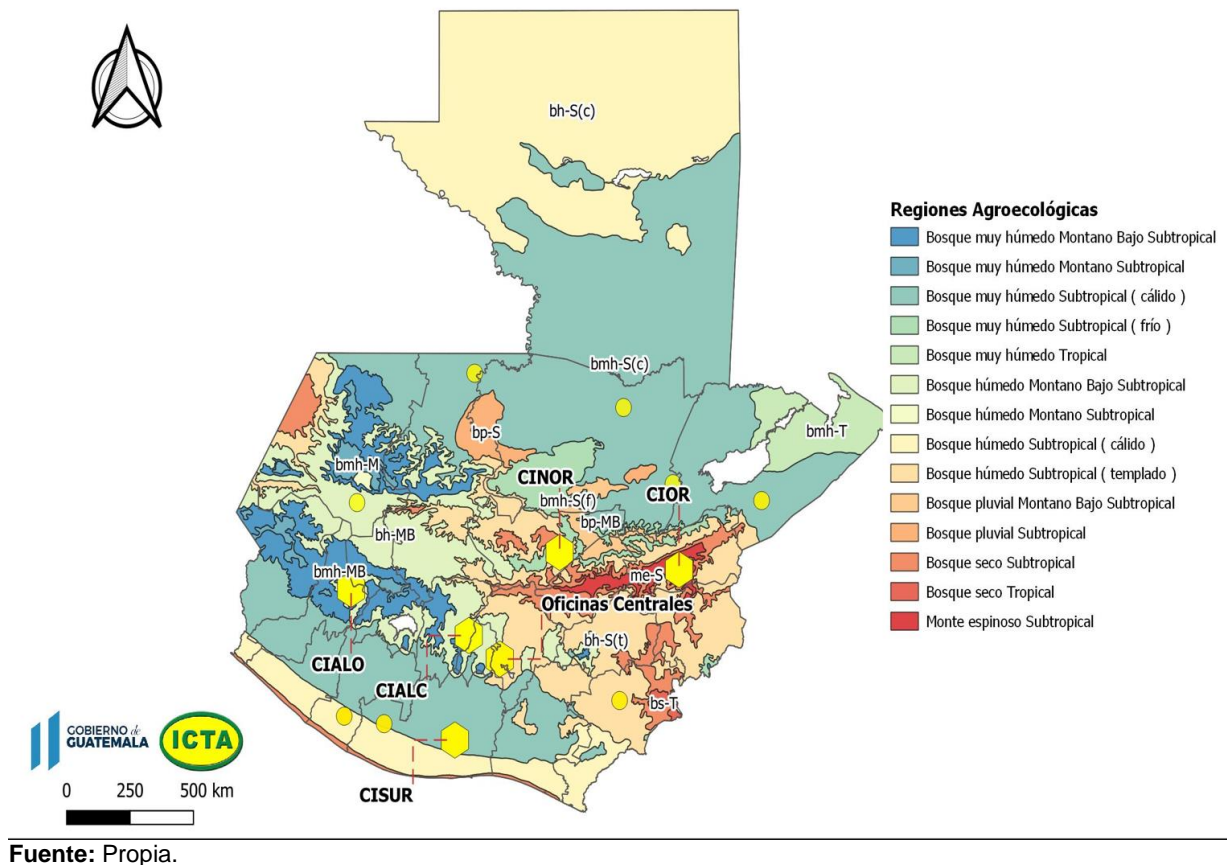 bh-S(c)
Regiones Agroecológicas
Bosque muy húmedo Montano Bajo Subtropical
Bosque muy húmedo Montano Subtropical
Bosque muy húmedo Subtropical ( cálido )
Bosque muy húmedo Subtropical ( frío )
Bosque muy húmedo Tropical
Bosque húmedo Montano Bajo Subtropical
Bosque húmedo Montano Subtropical
Bosque húmedo Subtropical ( cálido )
Bosque húmedo Subtropical ( templado )
Bosque pluvial Montano Bajo Subtropical
Bosque pluvial Subtropical
Bosque seco Subtropical
Bosque seco Tropical
Monte espinoso Subtropical
bmh-S(c)
bp-S
bmh-T
bmh-M
CINOR
CIOR
bmh-S(f)
bp-MB
bh-MB
bmh-MB
me-S
Oficinas Centrales
bh-S(t)
CIALO
CIALC
bs-T
CISUR
GOBIERNO de
GUATEMALA
ICTA
0 250 500 km
Fuente: Propia.